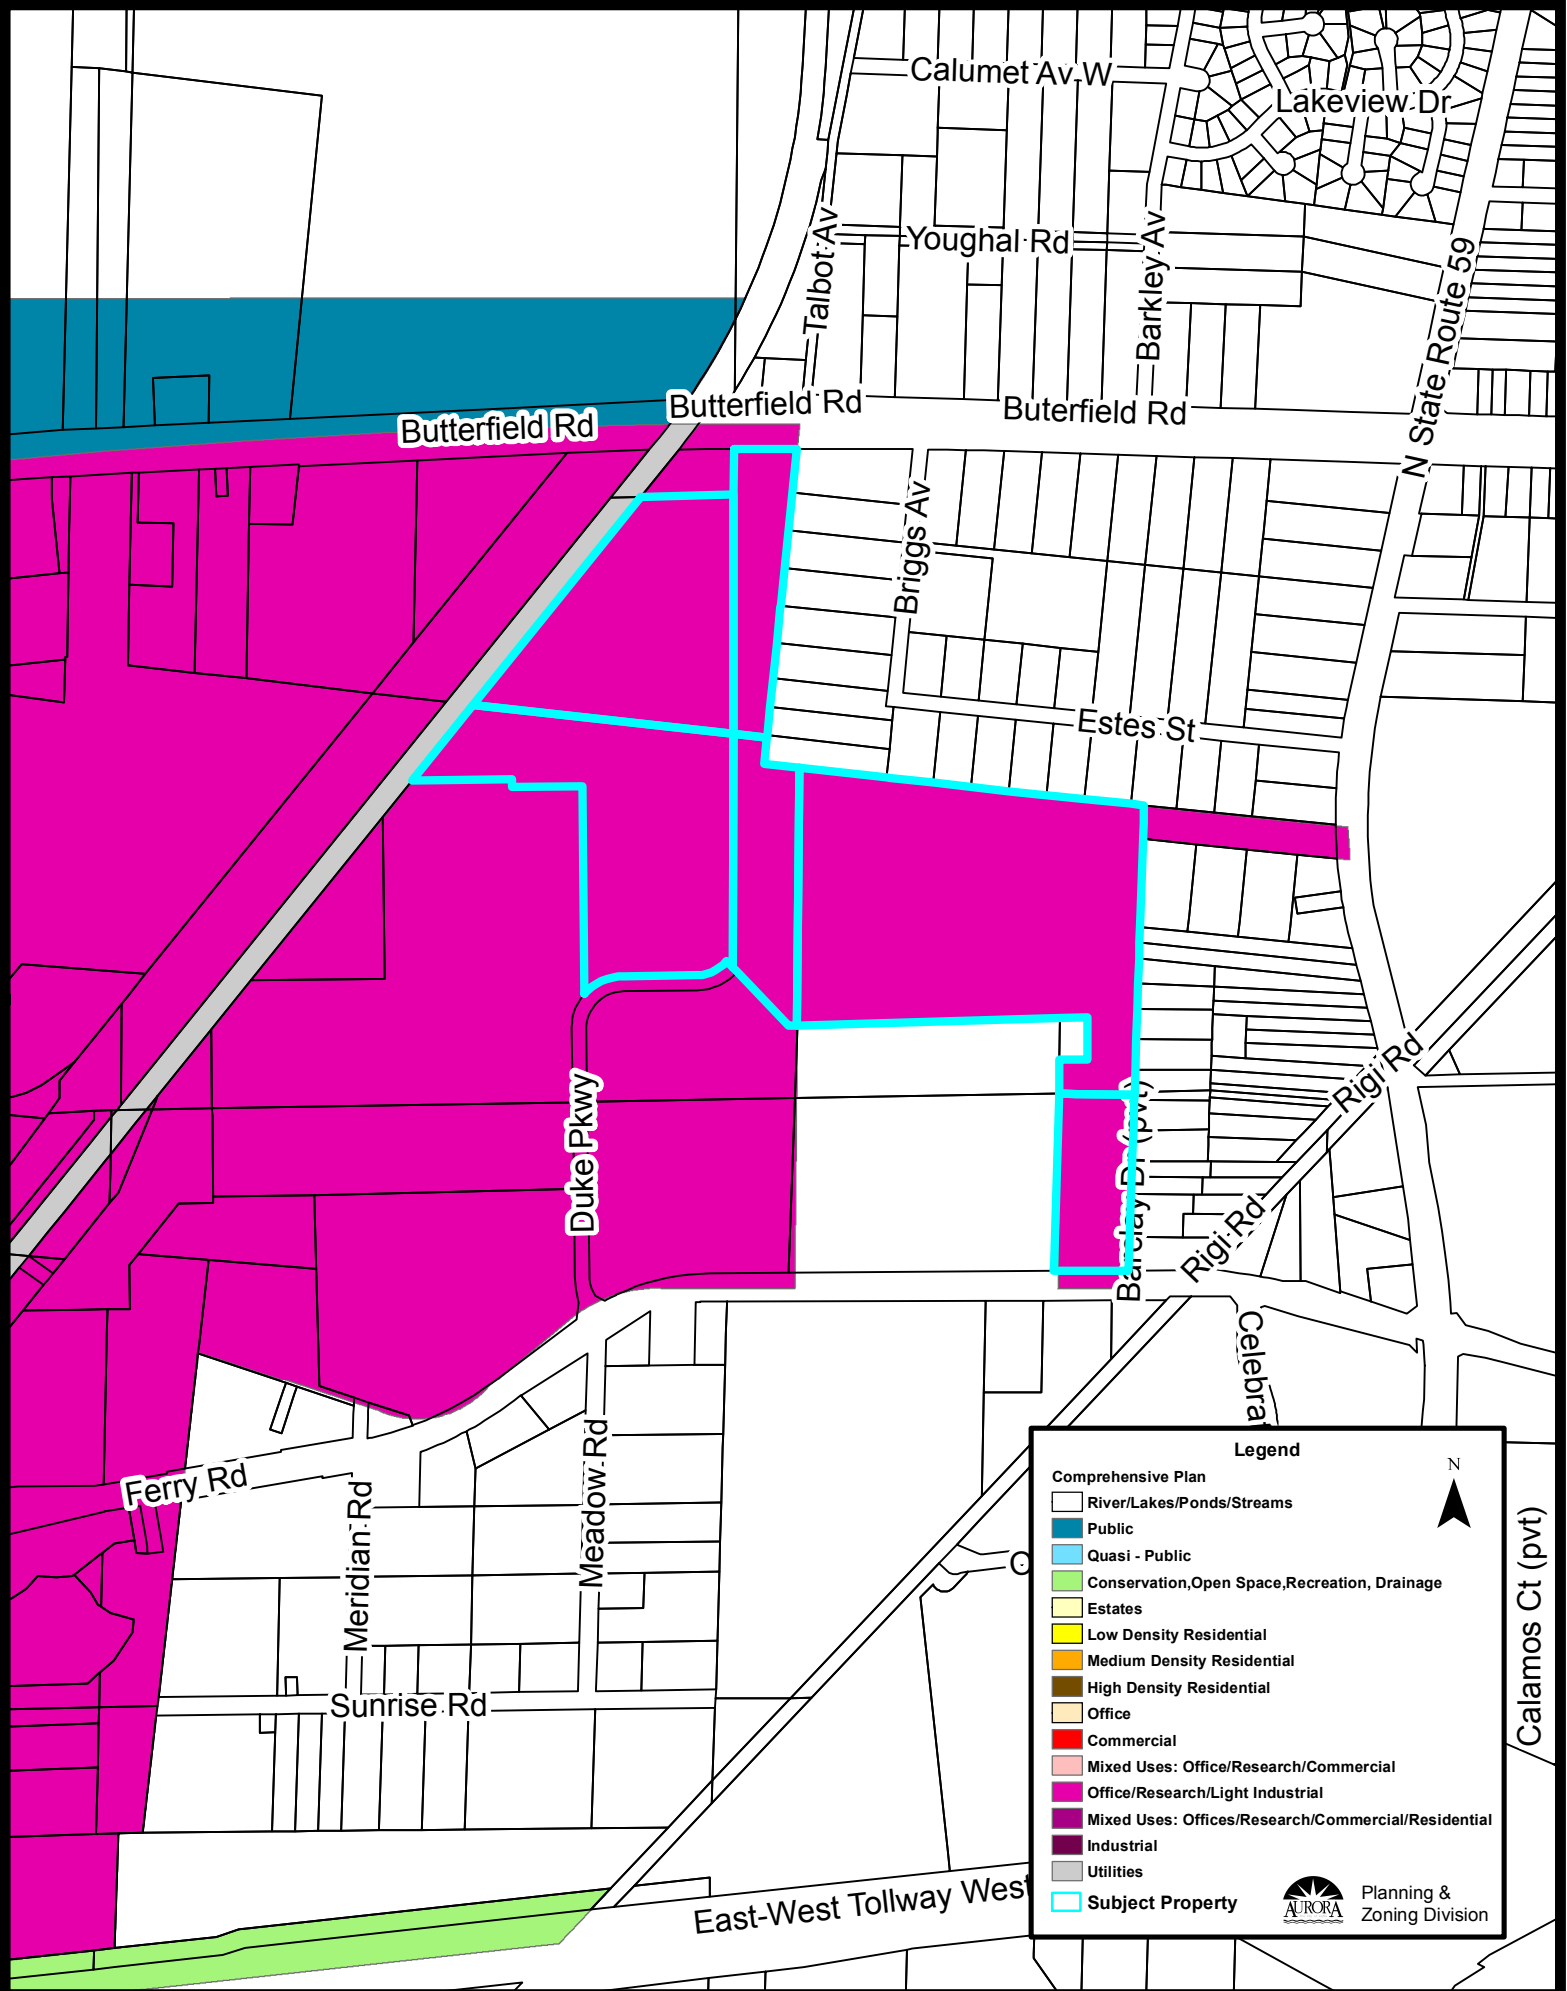 Calumet Av W
Lakeview Dr
Talbot Av
Youghal Rd
Barkley Av
N State Route 59
Butterfield Rd
Butterfield Rd
Buterfield Rd
Briggs Av
Estes St
Duke Pkwy
Barclay Dr (pvt)
Rigi Rd
Rigi Rd
Celebrat
Ferry Rd
Meridian Rd
Meadow Rd
Sunrise Rd
O
East-West Tollway West
Calamos Ct (pvt)
Legend
Comprehensive Plan
N
River/Lakes/Ponds/Streams
Public
Quasi - Public
Conservation,Open Space,Recreation, Drainage
Estates
Low Density Residential
Medium Density Residential
High Density Residential
Office
Commercial
Mixed Uses: Office/Research/Commercial
Office/Research/Light Industrial
Mixed Uses: Offices/Research/Commercial/Residential
Industrial
Utilities
Subject Property
AURORA
Planning &
Zoning Division